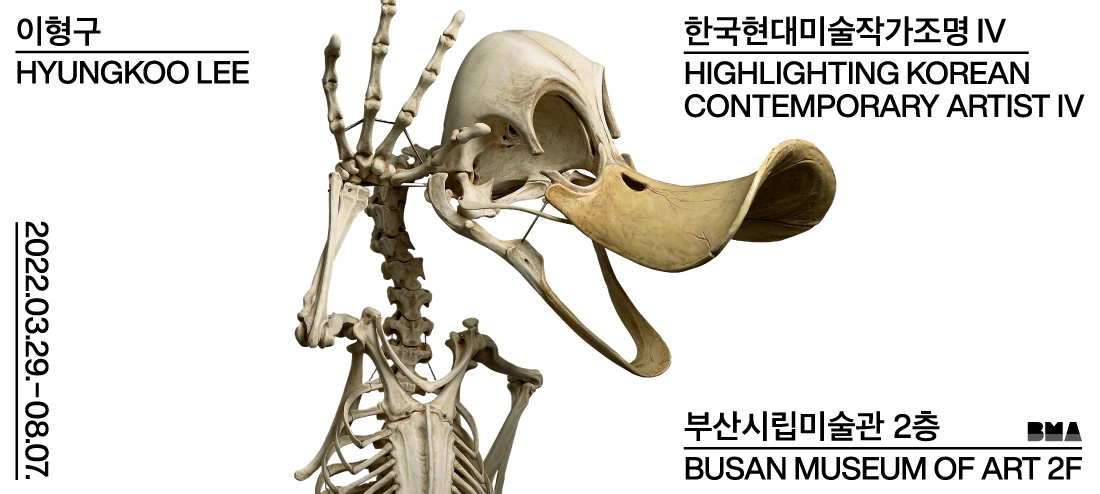 이형구
HYUNGKOO LEE
한국현대미술작가조명 IV
HIGHLIGHTING KOREAN
CONTEMPORARY ARTIST IV
2022.03.29.–08.07.
부산시립미술관 2층
BMA
BUSAN MUSEUM OF ART 2F